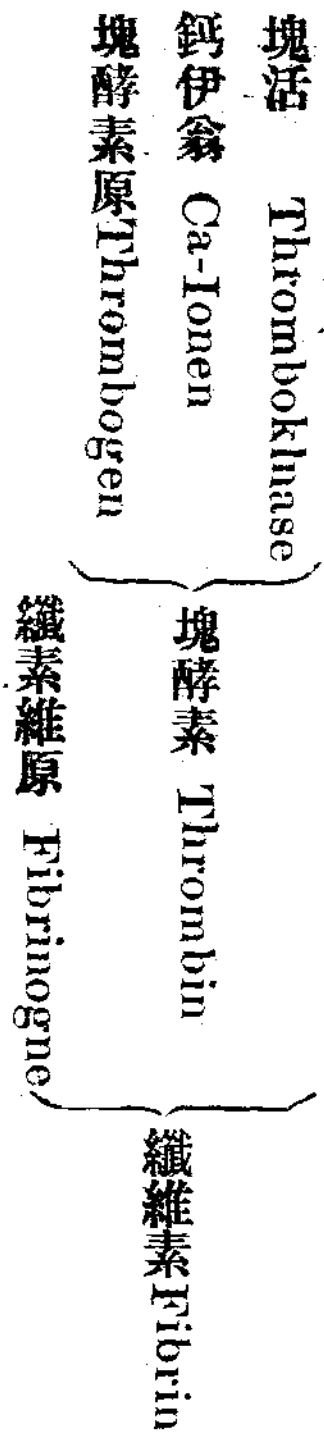 塊活 Thrombokinase
鈣伊翁 Ca-Ionen
塊酵素原 Thrombogen
塊酵素 Thrombin
纖素維原 Fibrinogne
纖維素 Fibrin